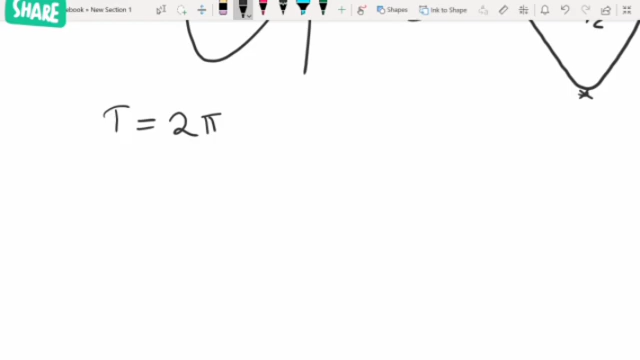 SHARE
ebook » New Section 1
Shapes
Ink to Shape
T = 2π